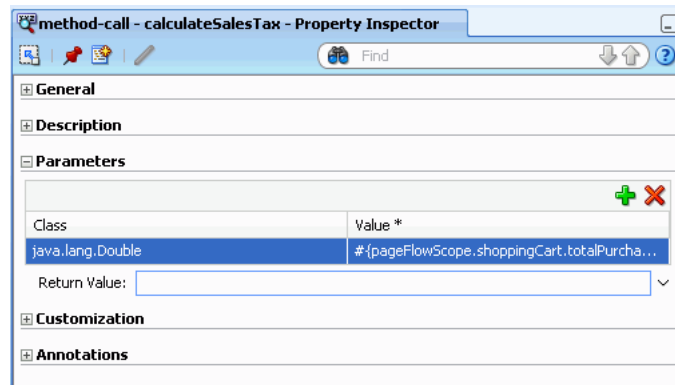 method-call - calculateSalesTax - Property Inspector
Find
General
Description
Parameters
Class Value *
java.lang.Double #{pageFlowScope.shoppingCart.totalPurcha...
Return Value:
Customization
Annotations